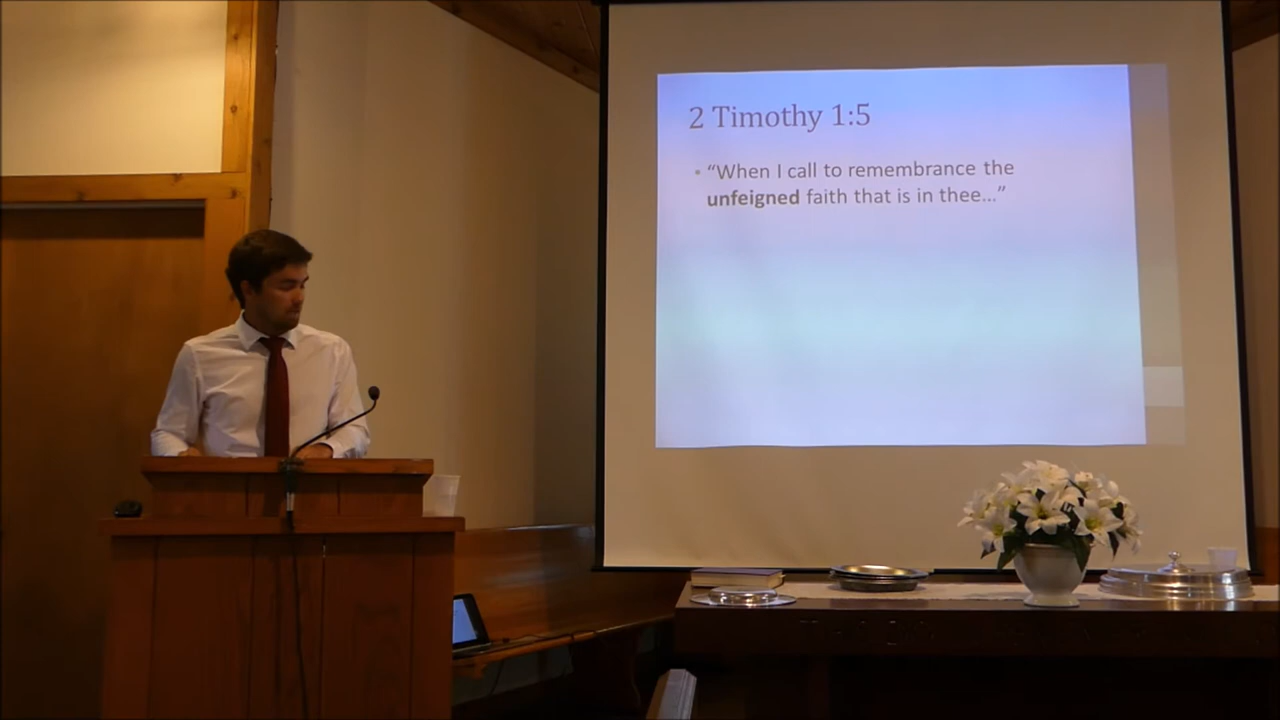 2 Timothy 1:5
• “When I call to remembrance the
unfeigned faith that is in thee...”